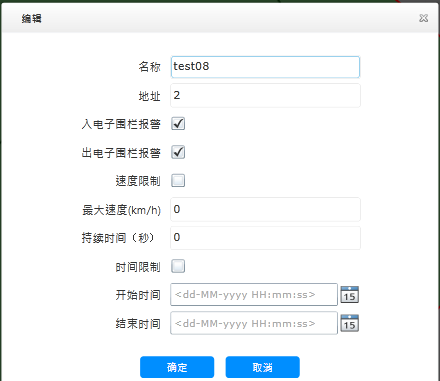 编辑
名称 test08
地址 2
入电子围栏报警
出电子围栏报警
速度限制
最大速度(km/h) 0
持续时间（秒） 0
时间限制
开始时间 <dd-MM-yyyy HH:mm:ss> 15
结束时间 <dd-MM-yyyy HH:mm:ss> 15
确定 取消